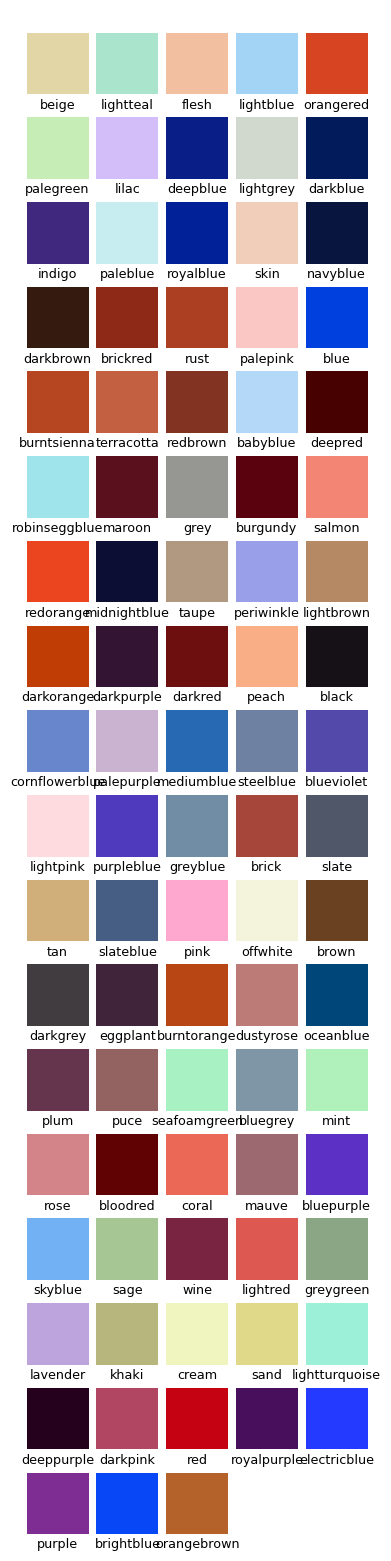 beige lightteal flesh lightblue orangered
palegreen lilac deepblue lightgrey darkblue
indigo paleblue royalblue skin navyblue
darkbrown brickred rust palepink blue
burntsienna terracotta redbrown babyblue deepred
robinseggblue maroon grey burgundy salmon
redorange midnightblue taupe periwinkle lightbrown
darkorange darkpurple darkred peach black
cornflowerblue palepurple mediumblue steelblue blueviolet
lightpink purpleblue greyblue brick slate
tan slateblue pink offwhite brown
darkgrey eggplant burntorange dustyrose oceanblue
plum puce seafoamgreen bluegrey mint
rose bloodred coral mauve bluepurple
skyblue sage wine lightred greygreen
lavender khaki cream sand lightturquoise
deeppurple darkpink red royalpurple electricblue
purple brightblue orangebrown